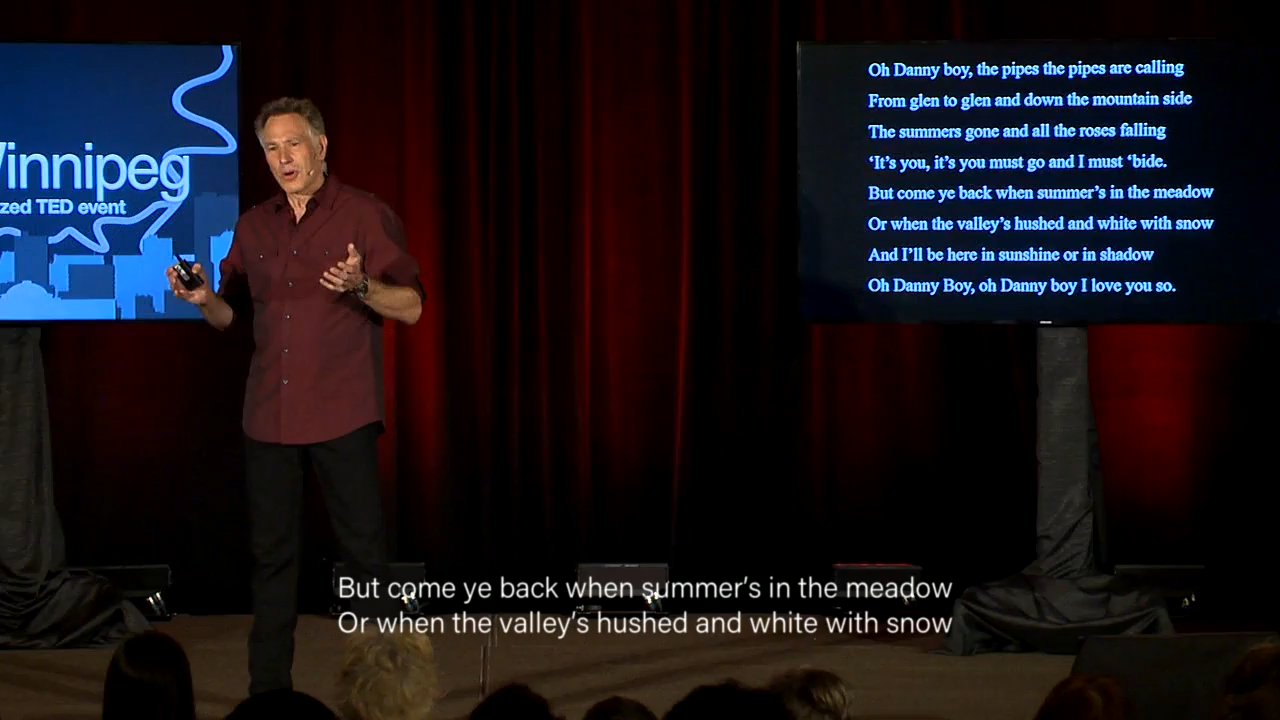 Winnipeg
zed TED event
Oh Danny boy, the pipes the pipes are calling
From glen to glen and down the mountain side
The summers gone and all the roses falling
‘It’s you, it’s you must go and I must ‘bide.
But come ye back when summer’s in the meadow
Or when the valley’s hushed and white with snow
And I’ll be here in sunshine or in shadow
Oh Danny Boy, oh Danny boy I love you so.
But come ye back when summer’s in the meadow
Or when the valley’s hushed and white with snow